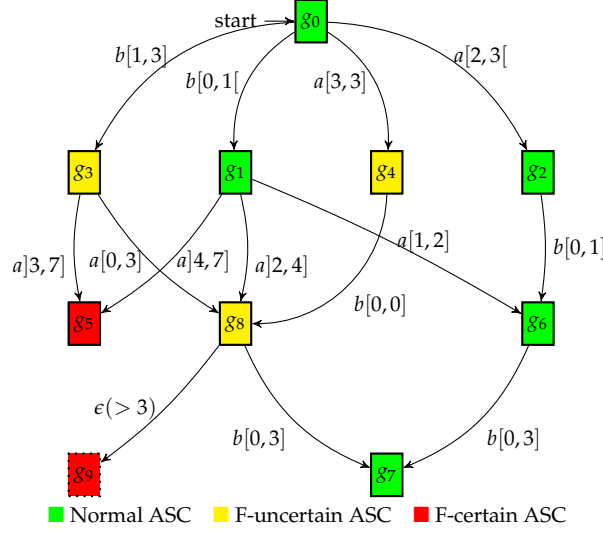 start
g0
b[1, 3]
b[0, 1[
a[3, 3]
a[2, 3[
g3
g1
g4
g2
a]3, 7]
a[0, 3]
a]4, 7]
a]2, 4]
a[1, 2]
b[0, 1]
b[0, 0]
g5
g8
g6
ϵ(> 3)
b[0, 3]
b[0, 3]
g9
g7
Normal ASC F-uncertain ASC F-certain ASC